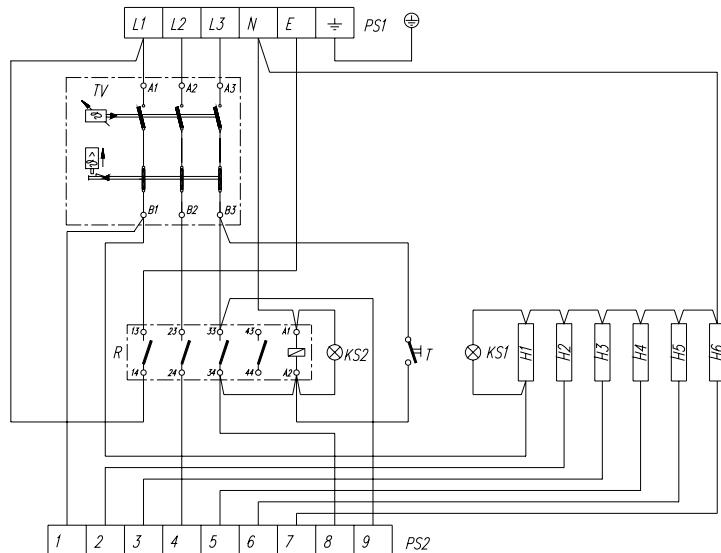 L1 L2 L3 N E PS1
TV A1 A2 A3
B1 B2 B3
13 23 33 43 A1
R KS2 T KS1 H1 H2 H3 H4 H5 H6
14 24 34 44 A2
1 2 3 4 5 6 7 8 9 PS2